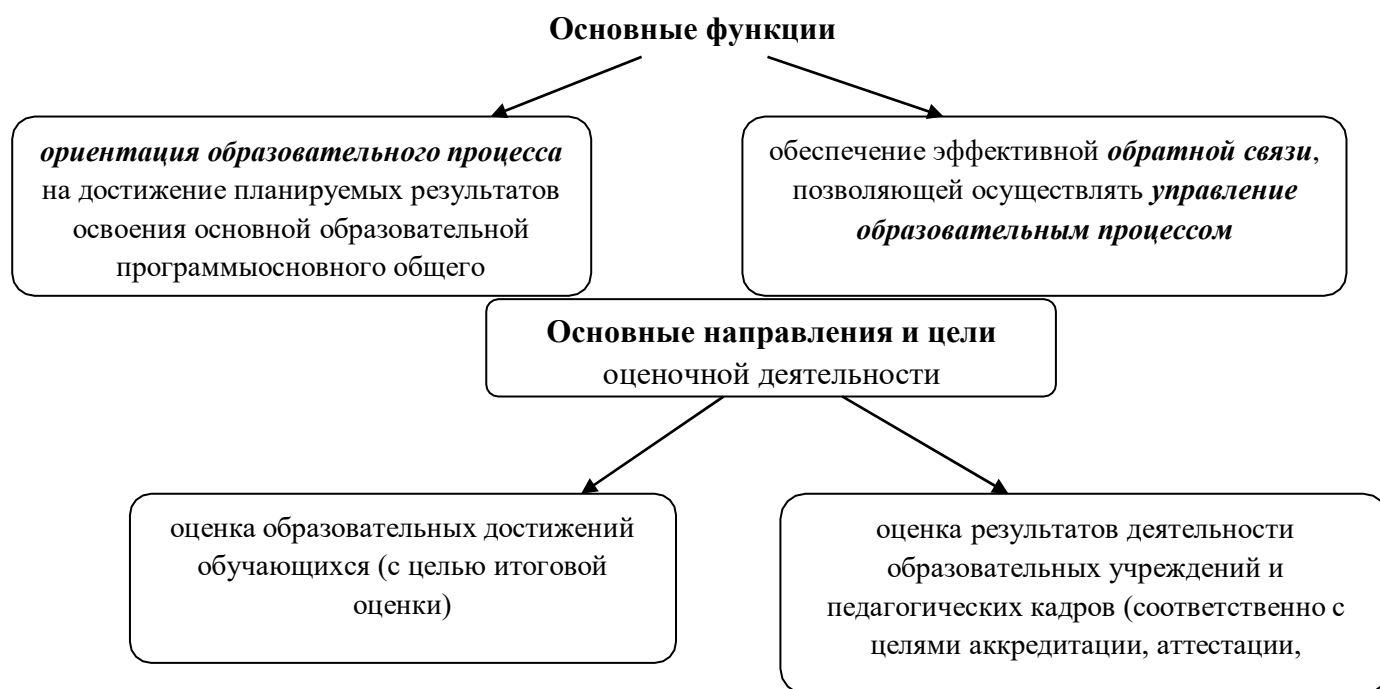 Основные функции
ориентация образовательного процесса
на достижение планируемых результатов
освоения основной образовательной
программыосновного общего
обеспечение эффективной обратной связи,
позволяющей осуществлять управление
образовательным процессом
Основные направления и цели
оценочной деятельности
оценка образовательных достижений
обучающихся (с целью итоговой
оценки)
оценка результатов деятельности
образовательных учреждений и
педагогических кадров (соответственно с
целями аккредитации, аттестации,